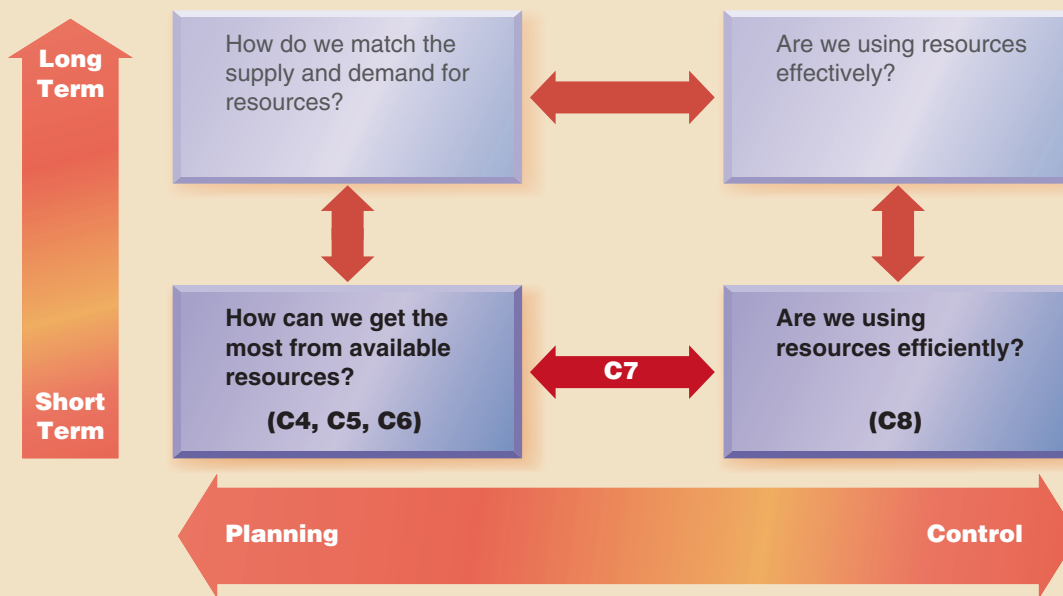 Long
Term
How do we match the
supply and demand for
resources?
Are we using resources
effectively?
Short
Term
How can we get the
most from available
resources?
(C4, C5, C6)
C7
Are we using
resources efficiently?
(C8)
Planning
Control